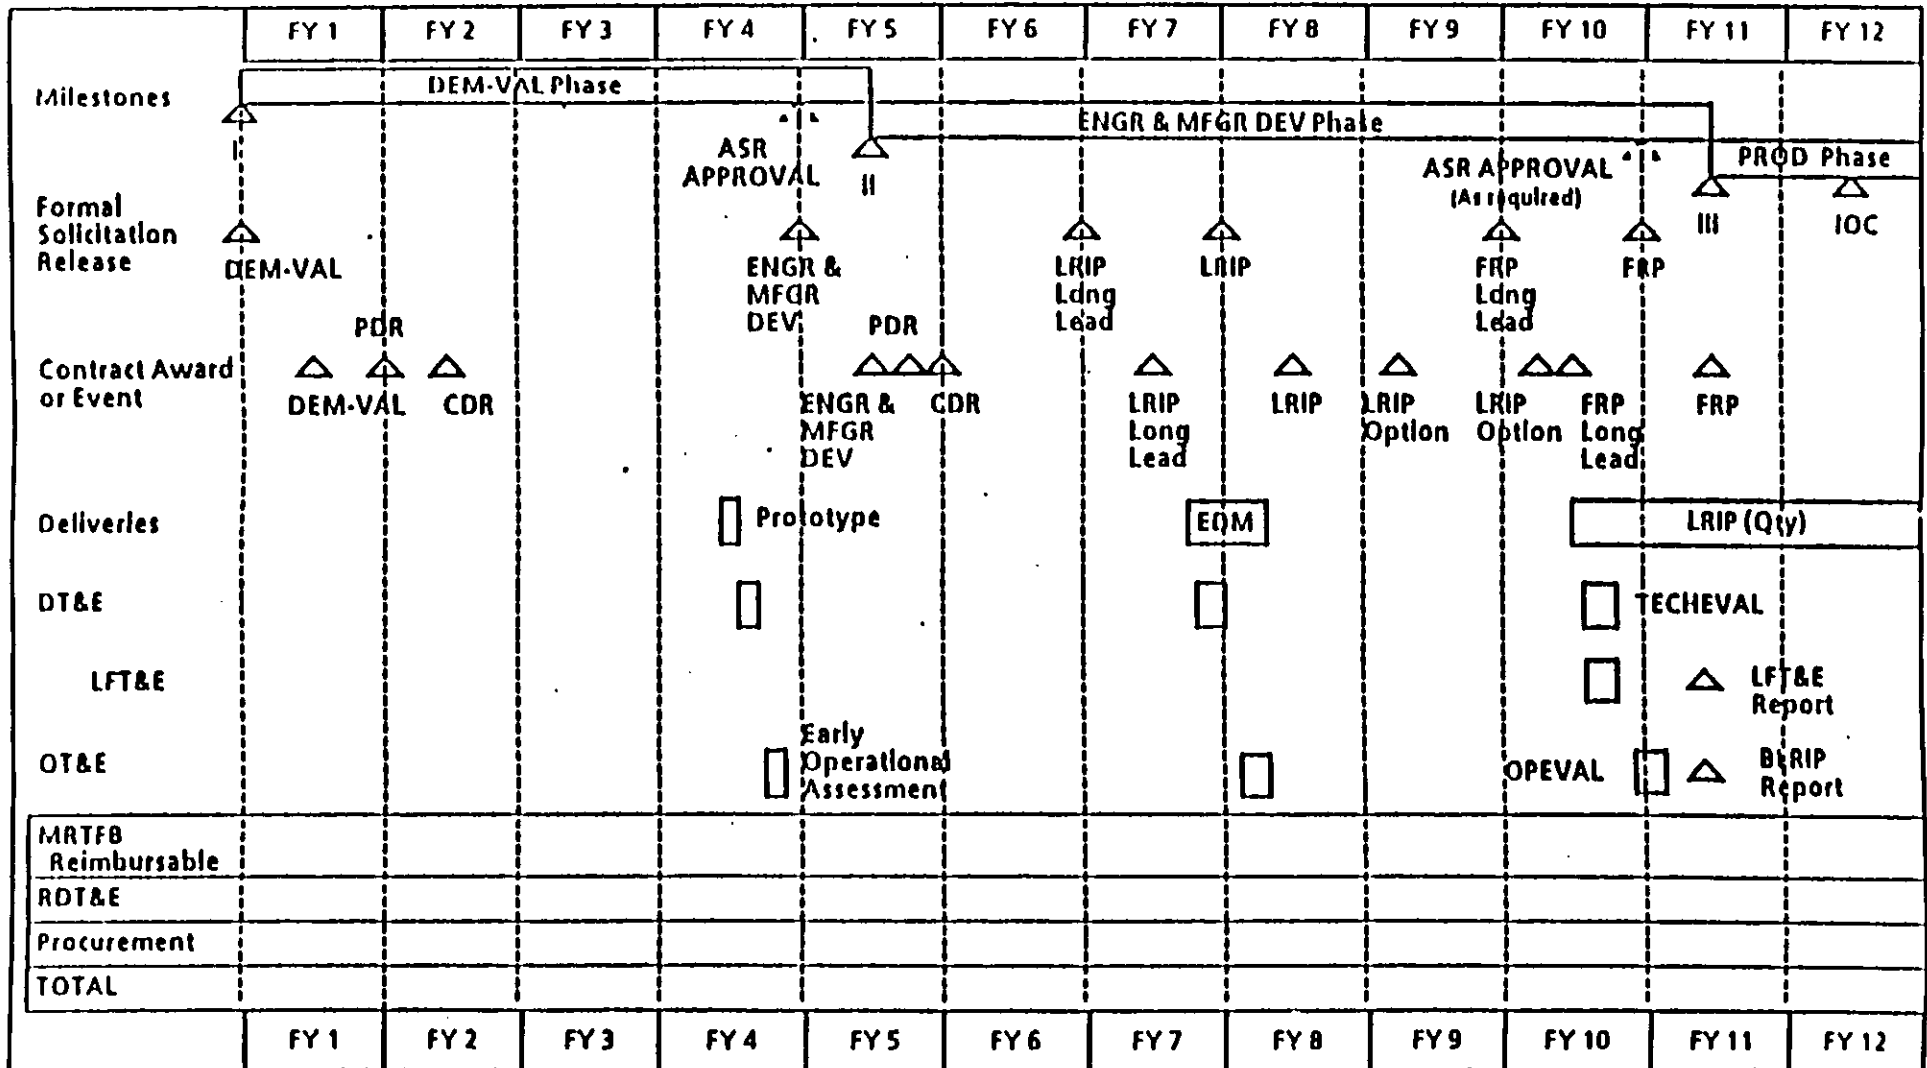 FY 1 FY 2 FY 3 FY 4 FY 5 FY 6 FY 7 FY 8 FY 9 FY 10 FY 11 FY 12
Milestones
DEM-VAL Phase
ENGR & MFGR DEV Phase
PROD Phase
I
ASR
APPROVAL
II
ASR APPROVAL
(As required)
III
IOC
Formal
Solicitation
Release
DEM-VAL
ENGR &
MFGR
DEV
LRIP
Long
Lead
LRIP
FRP
Long
Lead
FRP
Contract Award
or Event
PDR
DEM-VAL
CDR
PDR
ENGR &
MFGR
DEV
CDR
LRIP
Long
Lead
LRIP
LRIP
Option
LRIP
Option
FRP
Long
Lead
FRP
Deliveries
Prototype
EDM
LRIP (Qty)
DT&E
TECHEVAL
LFT&E
LFT&E
Report
OT&E
Early
Operational
Assessment
OPEVAL
BLRIP
Report
MRTFB
Reimbursable
RDT&E
Procurement
TOTAL
FY 1 FY 2 FY 3 FY 4 FY 5 FY 6 FY 7 FY 8 FY 9 FY 10 FY 11 FY 12